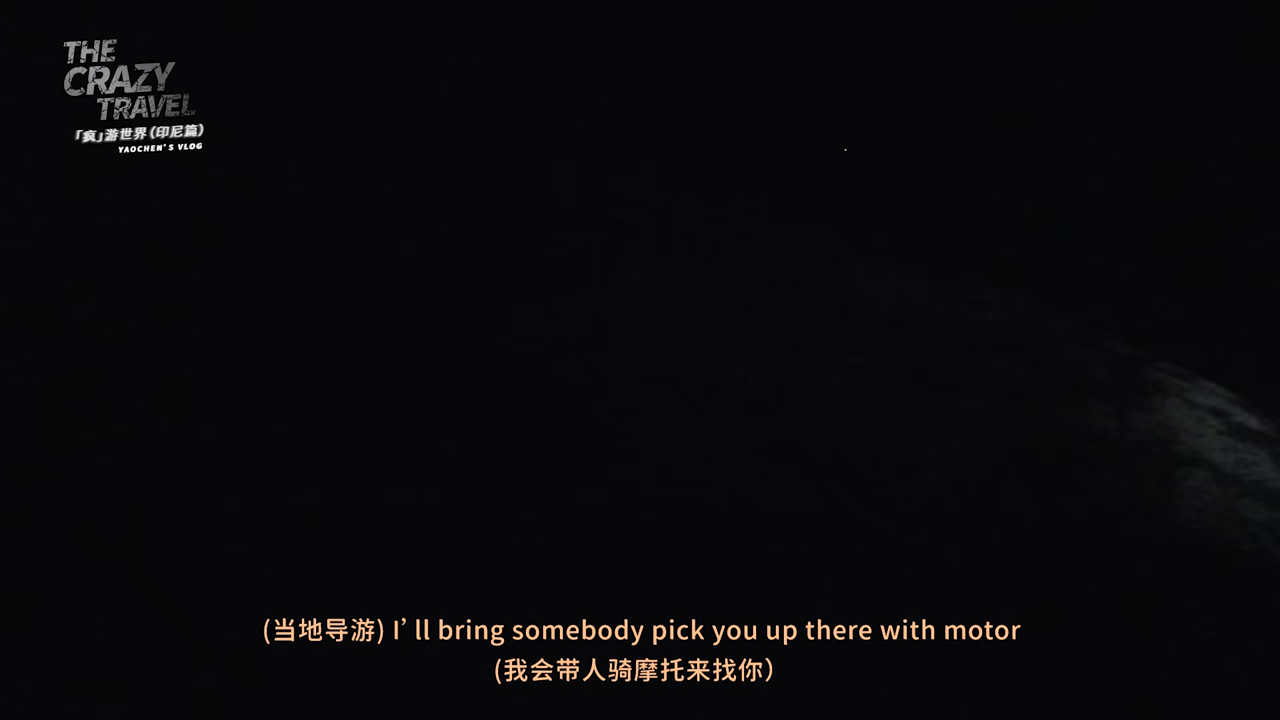 THE
CRAZY
TRAVEL
「疯」游世界(印尼篇)
YAOCHEN'S VLOG
(当地导游) I'll bring somebody pick you up there with motor
(我会带人骑摩托来找你）